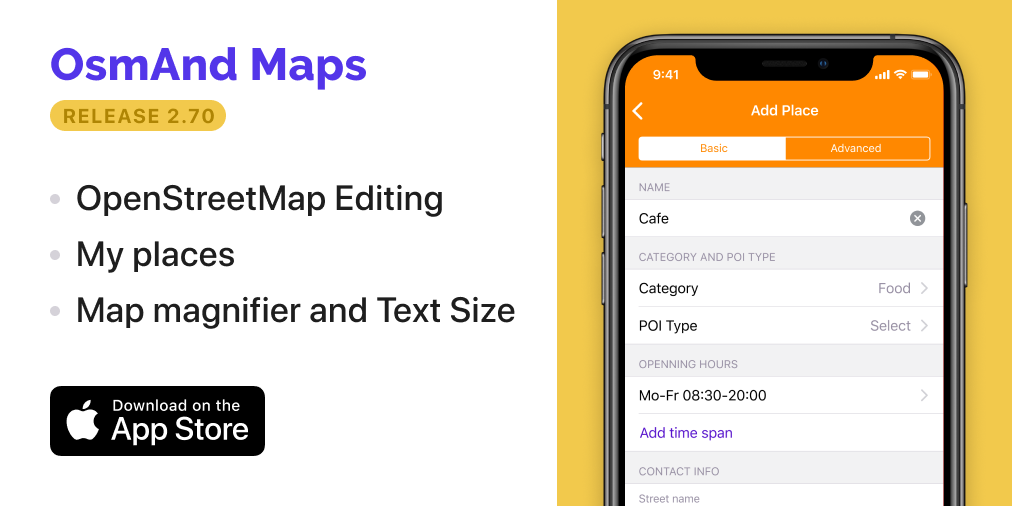 OsmAnd Maps
RELEASE 2.70
OpenStreetMap Editing
My places
Map magnifier and Text Size
Download on the
App Store
9:41
Add Place
Basic
Advanced
NAME
Cafe
CATEGORY AND POI TYPE
Category Food
POI Type Select
OPENNING HOURS
Mo-Fr 08:30-20:00
Add time span
CONTACT INFO
Street name